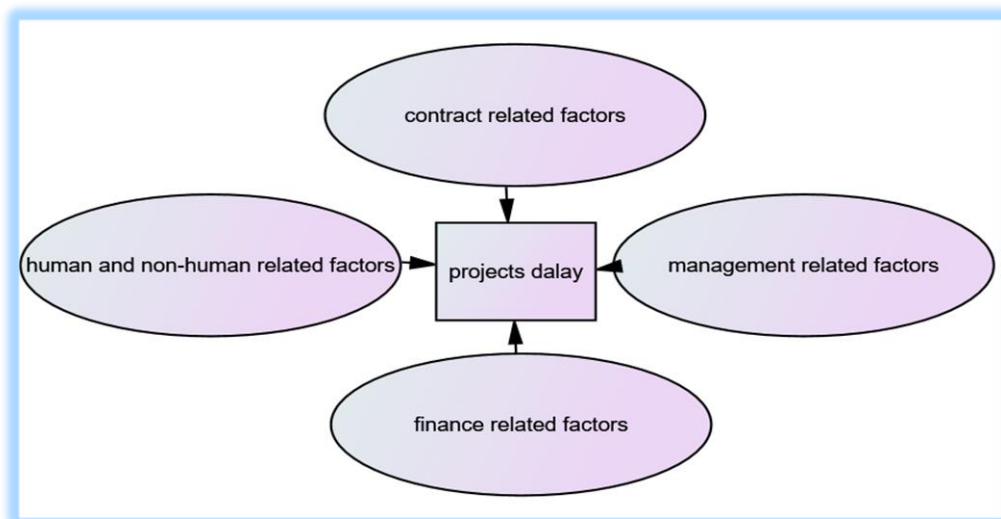 contract related factors
human and non-human related factors
projects dalay
management related factors
finance related factors